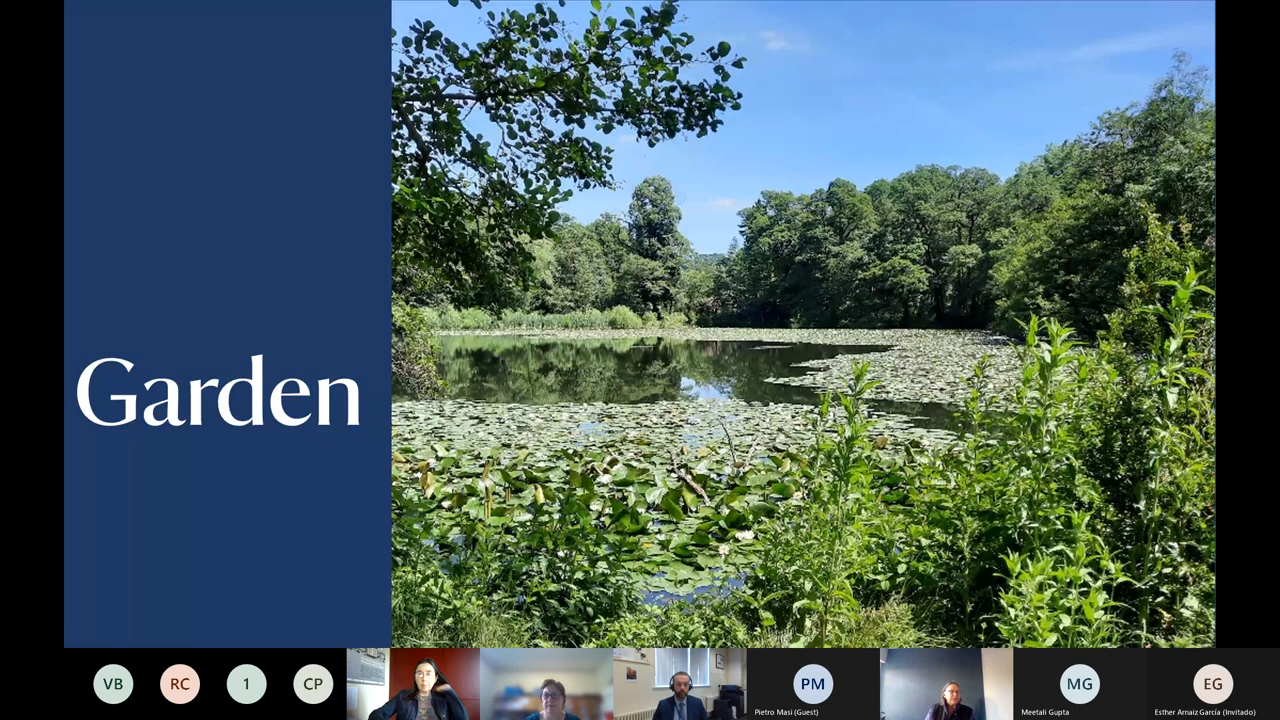 Garden
VB
RC
1
CP
PM
MG
EG
Pietro Masi (Guest)
Meetali Gupta
Esther Arnaiz García (Invitado)